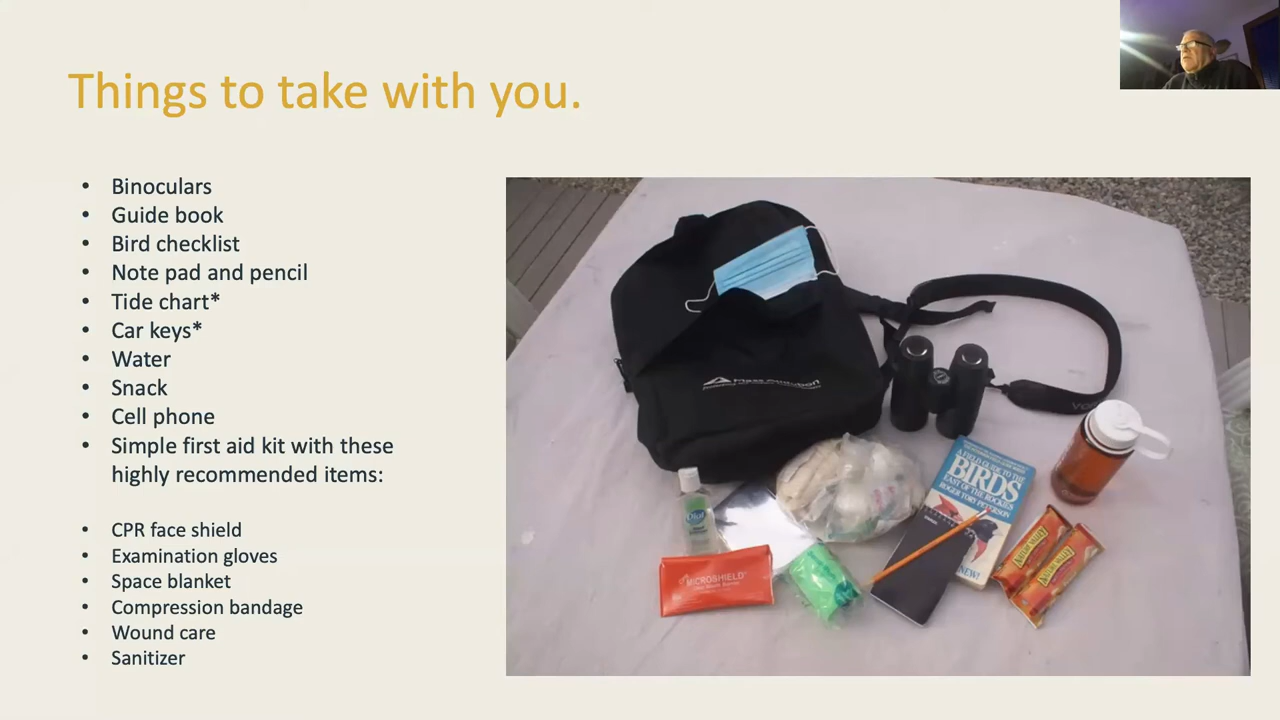 Things to take with you.
• Binoculars
• Guide book
• Bird checklist
• Note pad and pencil
• Tide chart*
• Car keys*
• Water
• Snack
• Cell phone
• Simple first aid kit with these
highly recommended items:
• CPR face shield
• Examination gloves
• Space blanket
• Compression bandage
• Wound care
• Sanitizer
Mass Audubon
Dial
MICROSHIELD
A FIELD GUIDE TO THE
BIRDS
EAST OF THE ROCKIES
ROGER TORY PETERSON
NEW!
NATURE VALLEY
NATURE VALLEY